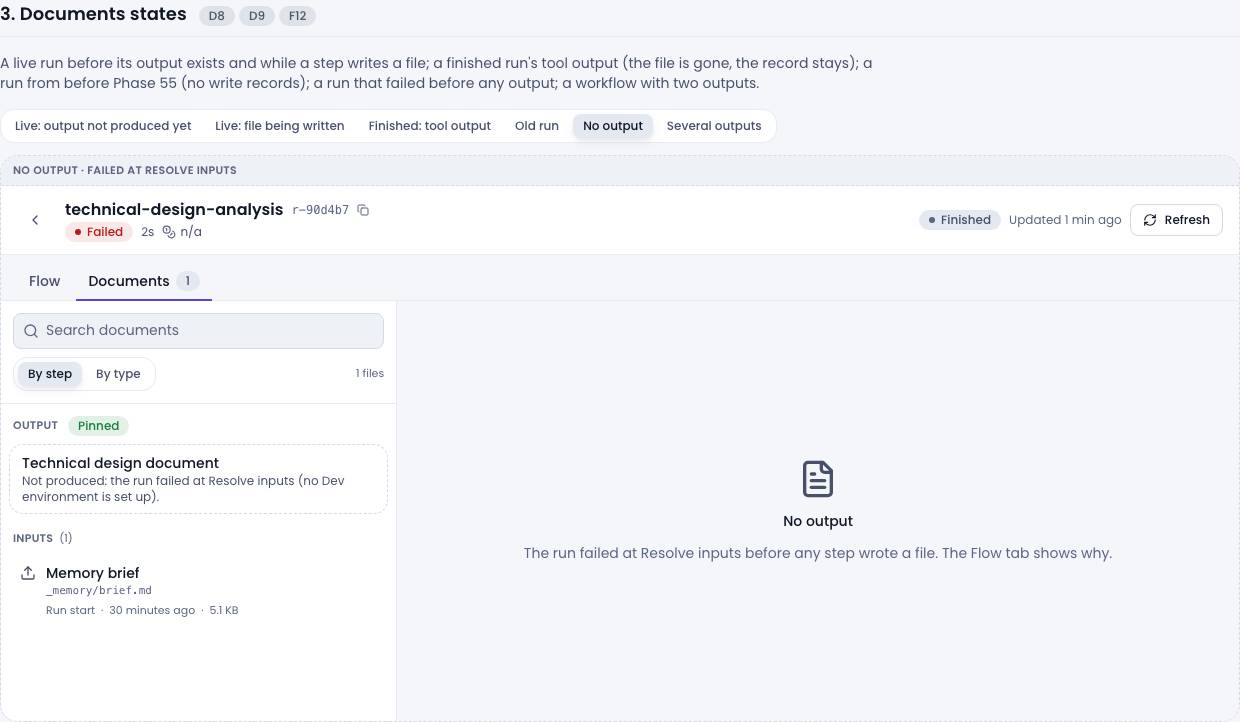 3. Documents states D8 D9 F12
A live run before its output exists and while a step writes a file; a finished run's tool output (the file is gone, the record stays); a
run from before Phase 55 (no write records); a run that failed before any output; a workflow with two outputs.
Live: output not produced yet Live: file being written Finished: tool output Old run No output Several outputs
NO OUTPUT · FAILED AT RESOLVE INPUTS
technical-design-analysis r-90d4b7
Failed 2s n/a
Finished Updated 1 min ago Refresh
Flow Documents 1
Search documents
By step By type 1 files
OUTPUT Pinned
Technical design document
Not produced: the run failed at Resolve inputs (no Dev
environment is set up).
INPUTS (1)
Memory brief
_memory/brief.md
Run start · 30 minutes ago · 5.1 KB
No output
The run failed at Resolve inputs before any step wrote a file. The Flow tab shows why.